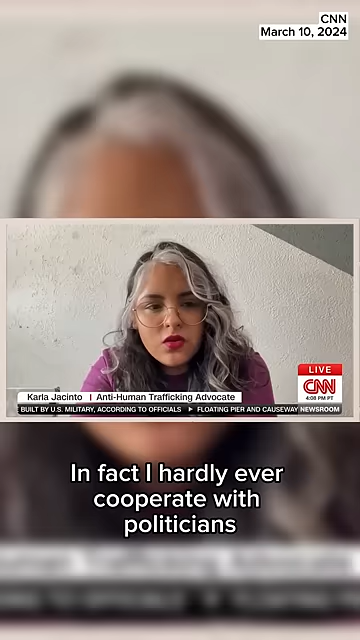 CNN
March 10, 2024
LIVE
CNN
4:08 PM PT
Karla Jacinto | Anti-Human Trafficking Advocate
BUILT BY U.S. MILITARY, ACCORDING TO OFFICIALS ▸ FLOATING PIER AND CAUSEWAY NEWSROOM
In fact I hardly ever
cooperate with
politicians